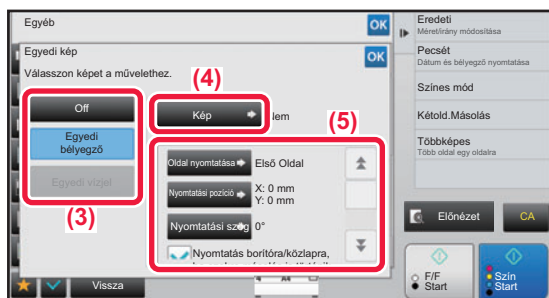 Egyéb
OK
Egyedi kép
OK
Válasszon képet a művelethez.
(4)
Off
Kép
Nem
(5)
Egyedi
bélyegző
Egyedi vízjel
(3)
Oldal nyomtatása
Első Oldal
Nyomtatási pozíció
X: 0 mm
Y: 0 mm
Nyomtatási szög
0°
Nyomtatás borítóra/közlapra,
Vissza
A4
Eredeti
Méret/irány módosítása
Pecsét
Dátum és bélyegző nyomtatása
Színes mód
Kétold.Másolás
Többképes
Több oldal egy oldalra
Előnézet
CA
F/F
Start
Szín
Start